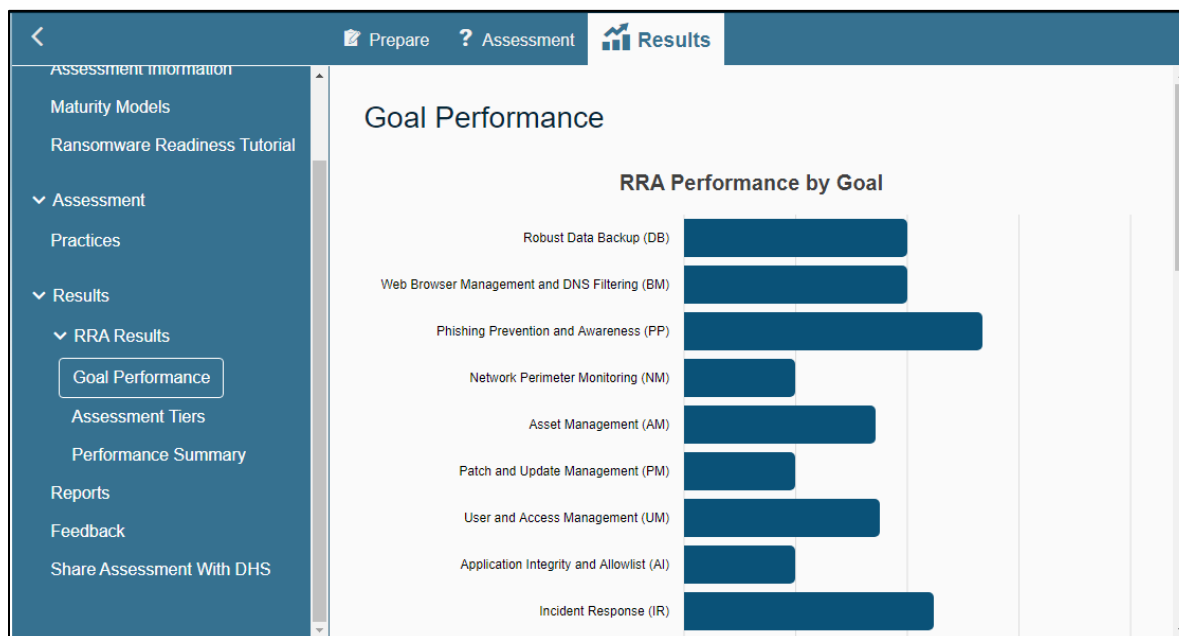 Prepare
? Assessment
Results
Assessment Information
Maturity Models
Ransomware Readiness Tutorial
Assessment
Practices
Results
RRA Results
Goal Performance
Assessment Tiers
Performance Summary
Reports
Feedback
Share Assessment With DHS
Goal Performance
RRA Performance by Goal
Robust Data Backup (DB)
Web Browser Management and DNS Filtering (BM)
Phishing Prevention and Awareness (PP)
Network Perimeter Monitoring (NM)
Asset Management (AM)
Patch and Update Management (PM)
User and Access Management (UM)
Application Integrity and Allowlist (AI)
Incident Response (IR)